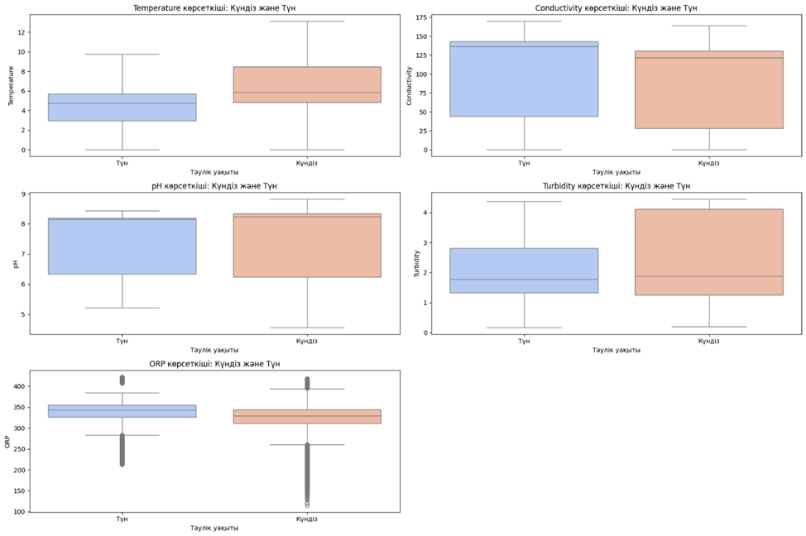 Temperature көрсеткіші: Күндіз және Түн
Temperature
12
10
8
6
4
2
0
Түн
Күндіз
Тәулік уақыты
Conductivity көрсеткіші: Күндіз және Түн
Conductivity
175
150
125
100
75
50
25
0
Түн
Күндіз
Тәулік уақыты
pH көрсеткіші: Күндіз және Түн
pH
9
8
7
6
5
Түн
Күндіз
Тәулік уақыты
Turbidity көрсеткіші: Күндіз және Түн
Turbidity
4
3
2
1
0
Түн
Күндіз
Тәулік уақыты
ORP көрсеткіші: Күндіз және Түн
ORP
400
350
300
250
200
150
100
Түн
Күндіз
Тәулік уақыты